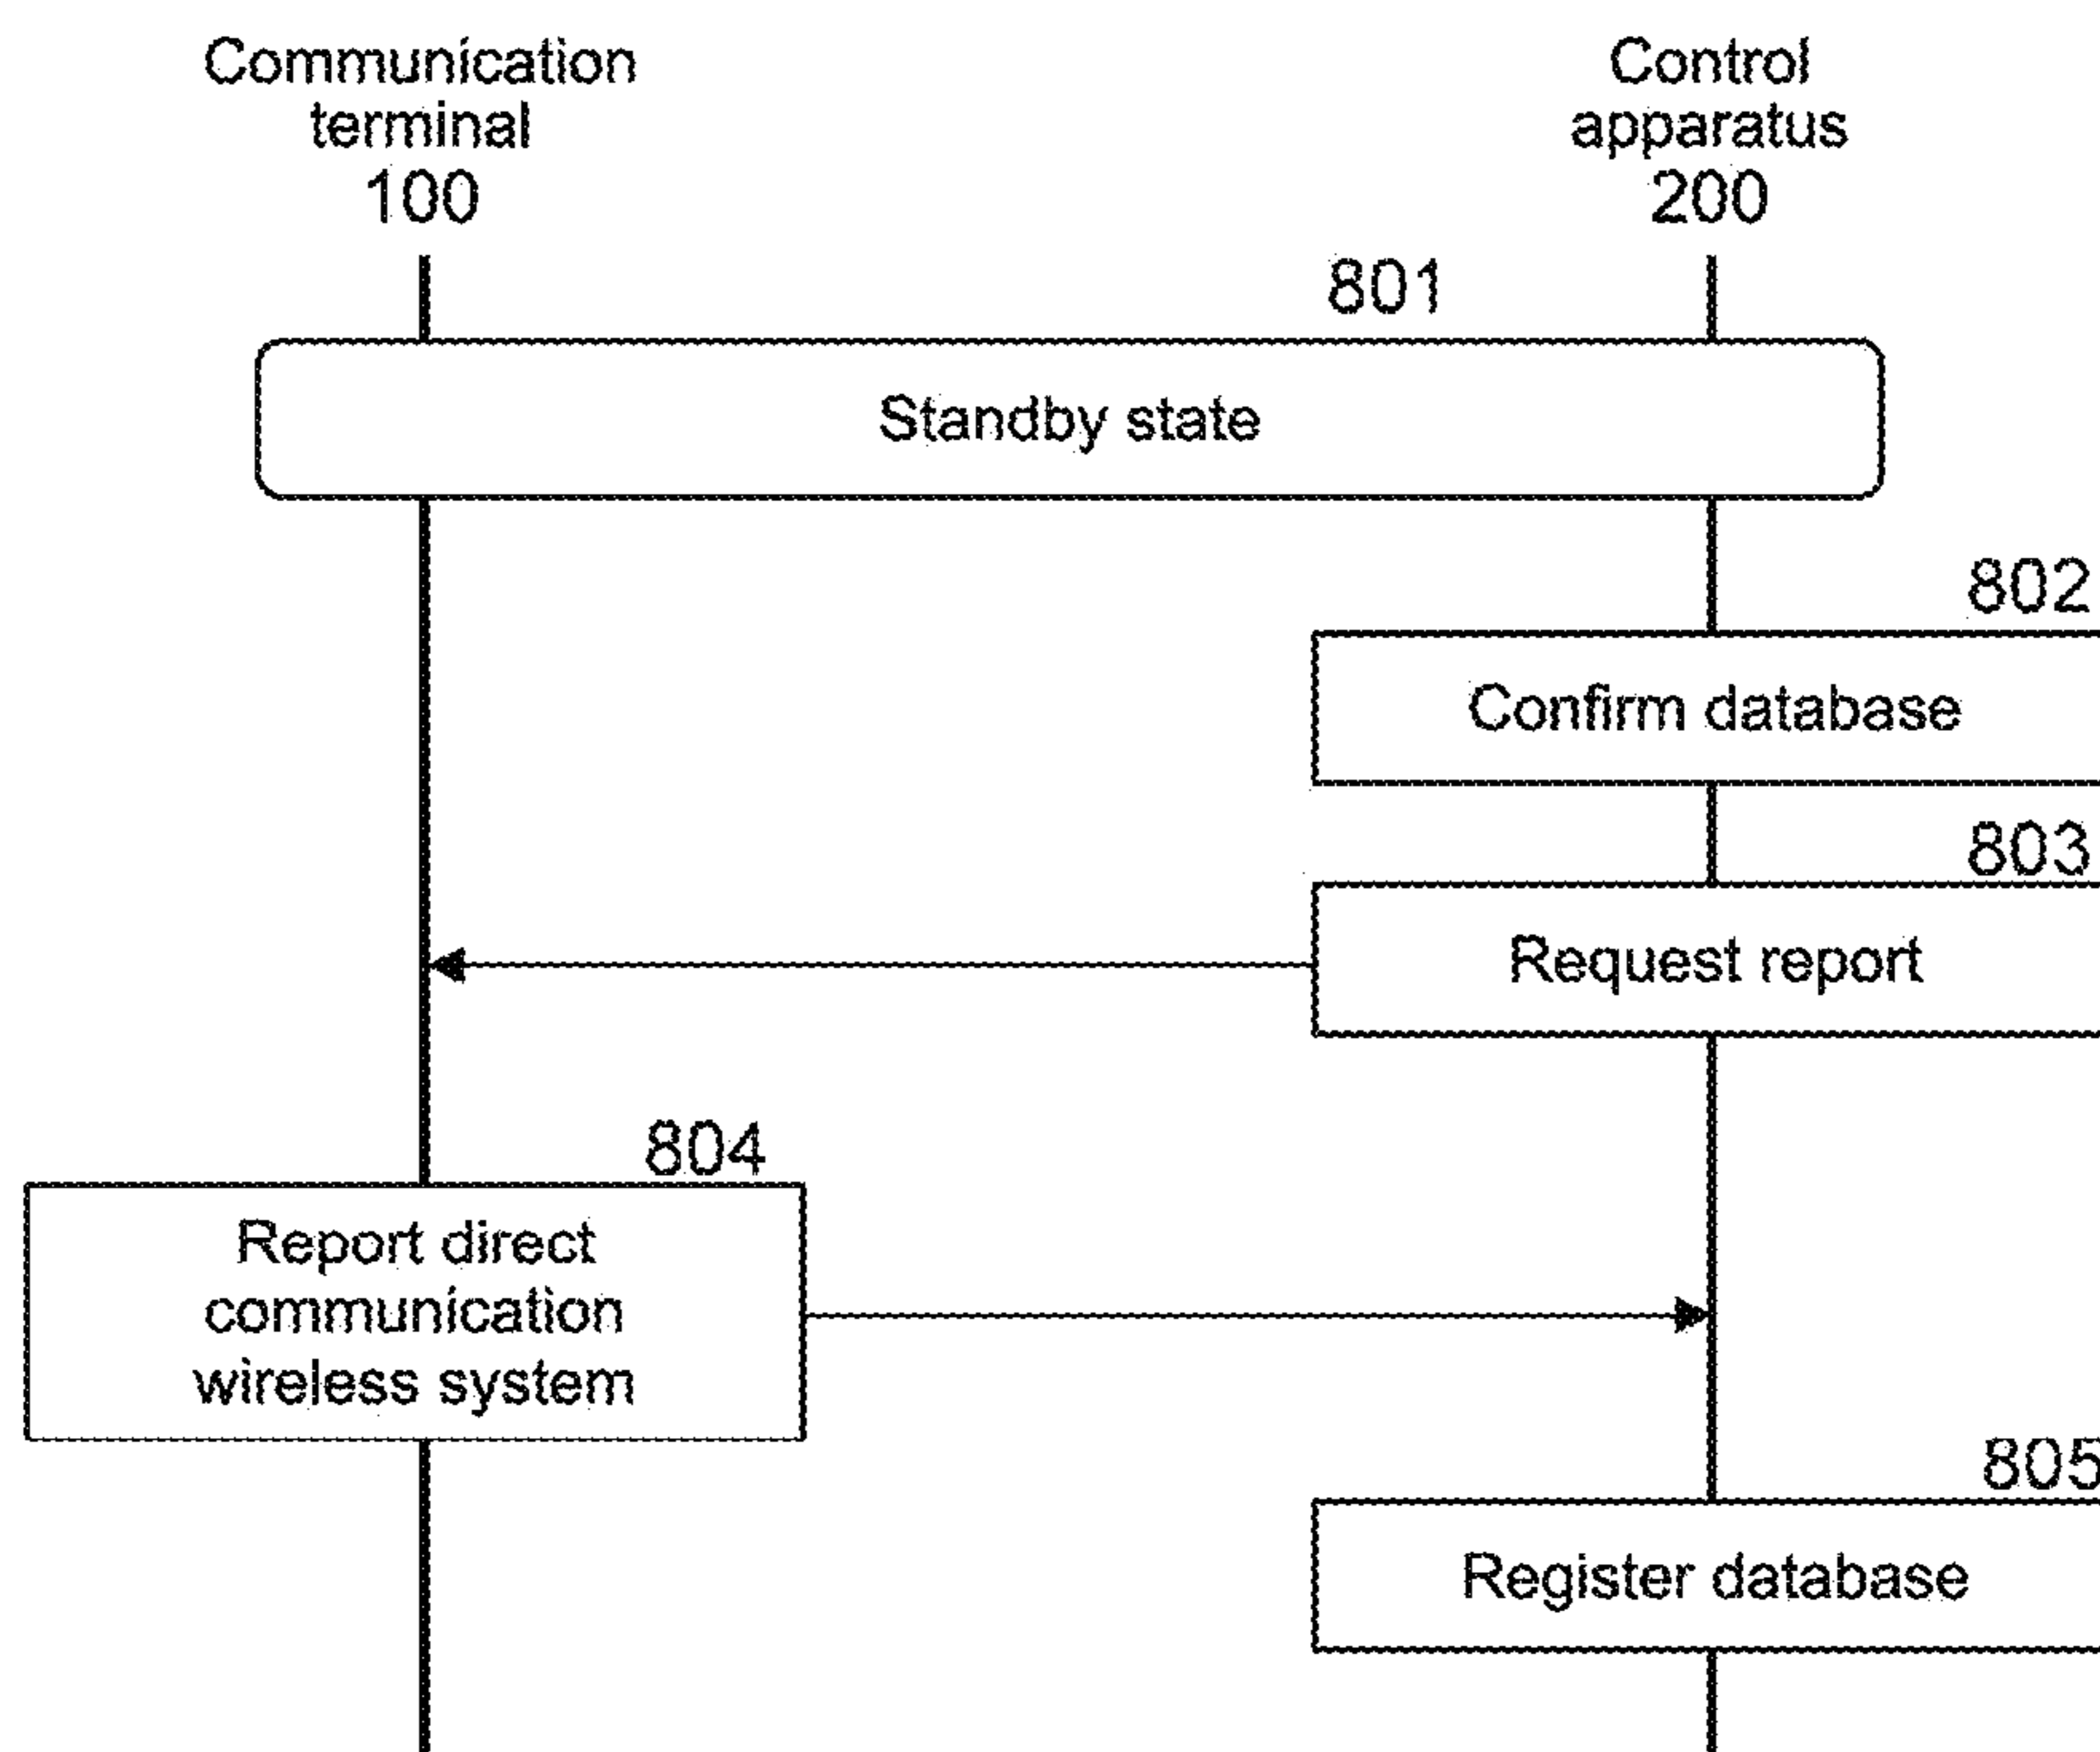 Communication
terminal
100
Control
apparatus
200
801
Standby state
802
Confirm database
803
Request report
804
Report direct
communication
wireless system
805
Register database